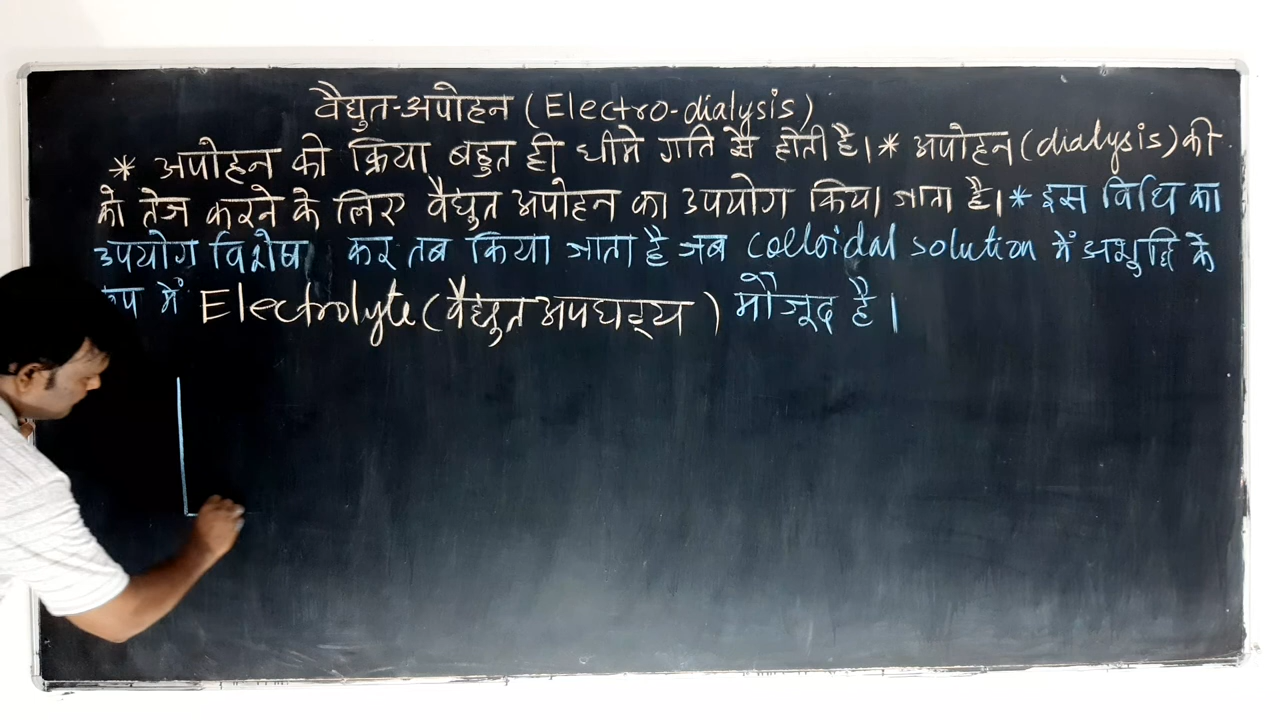 वैद्युत-अपोहन (Electro-dialysis)
* अपोहन की क्रिया बहुत ही धीमे गति से होती है। * अपोहन (dialysis) की
को तेज करने के लिए वैद्युत अपोहन का उपयोग किया जाता है। * इस विधि का
उपयोग विशेष कर तब किया जाता है जब colloidal solution में अशुद्धि के
रूप में Electrolyte (वैद्युत अपघट्य) मौजूद है।